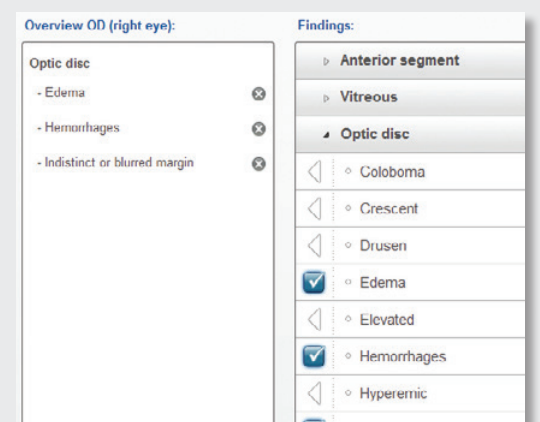 Overview OD (right eye):
Optic disc
- Edema
- Hemorrhages
- Indistinct or blurred margin
Findings:
Anterior segment
Vitreous
Optic disc
Coloboma
Crescent
Drusen
Edema
Elevated
Hemorrhages
Hyperemic